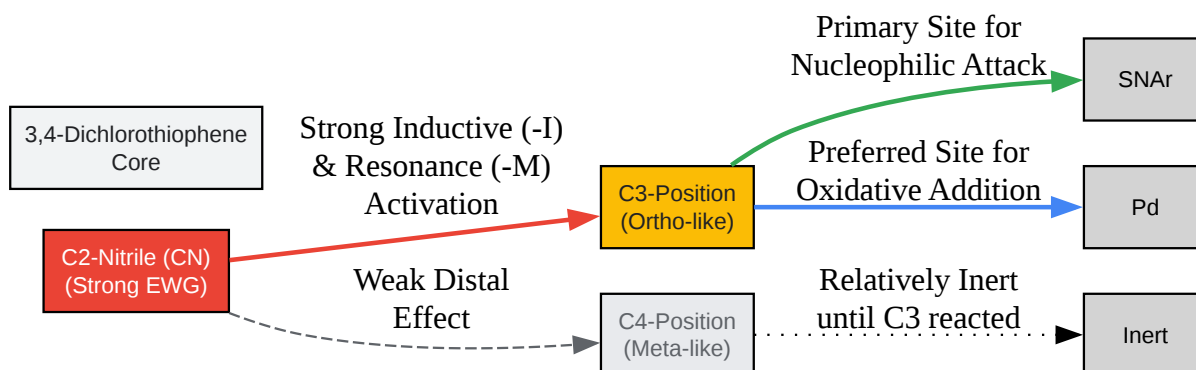 3,4-Dichlorothiophene
Core
C2-Nitrile (CN)
(Strong EWG)
Strong Inductive (-I)
& Resonance (-M)
Activation
Weak Distal
Effect
C3-Position
(Ortho-like)
C4-Position
(Meta-like)
Primary Site for
Nucleophilic Attack
Preferred Site for
Oxidative Addition
Relatively Inert
until C3 reacted
SNAr
Pd
Inert